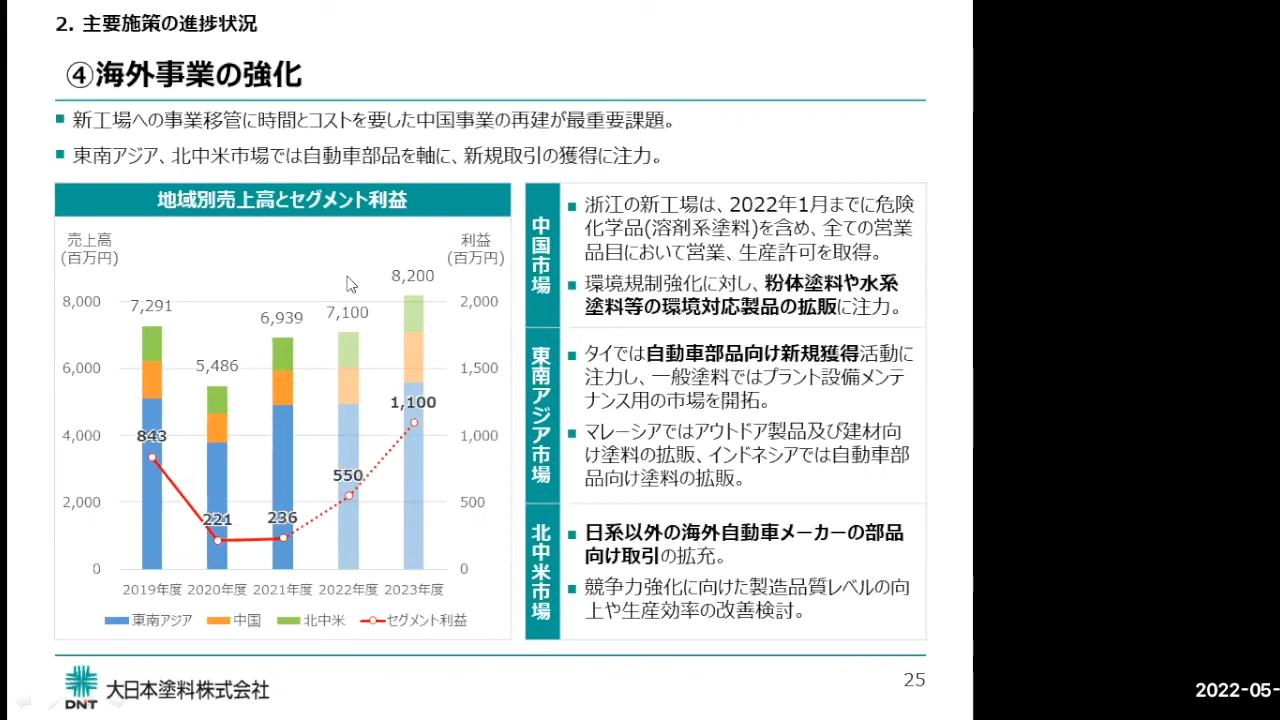 2. 主要施策の進捗状況
④海外事業の強化
新工場への事業移管に時間とコストを要した中国事業の再建が最重要課題。
東南アジア、北中米市場では自動車部品を軸に、新規取引の獲得に注力。
地域別売上高とセグメント利益
売上高
(百万円)
利益
(百万円)
8,000
6,000
4,000
2,000
0
2,000
1,500
1,000
500
0
7,291
5,486
6,939
7,100
8,200
843
221
236
550
1,100
2019年度 2020年度 2021年度 2022年度 2023年度
東南アジア 中国 北中米 セグメント利益
中国市場
浙江の新工場は、2022年1月までに危険
化学品(溶剤系塗料)を含め、全ての営業
品目において営業、生産許可を取得。
環境規制強化に対し、粉体塗料や水系
塗料等の環境対応製品の拡販に注力。
東南アジア市場
タイでは自動車部品向け新規獲得活動に
注力し、一般塗料ではプラント設備メンテ
ナンス用の市場を開拓。
マレーシアではアウトドア製品及び建材向
け塗料の拡販、インドネシアでは自動車部
品向け塗料の拡販。
北中米市場
日系以外の海外自動車メーカーの部品
向け取引の拡充。
競争力強化に向けた製造品質レベルの向
上や生産効率の改善検討。
DNT
大日本塗料株式会社
25
2022-05-